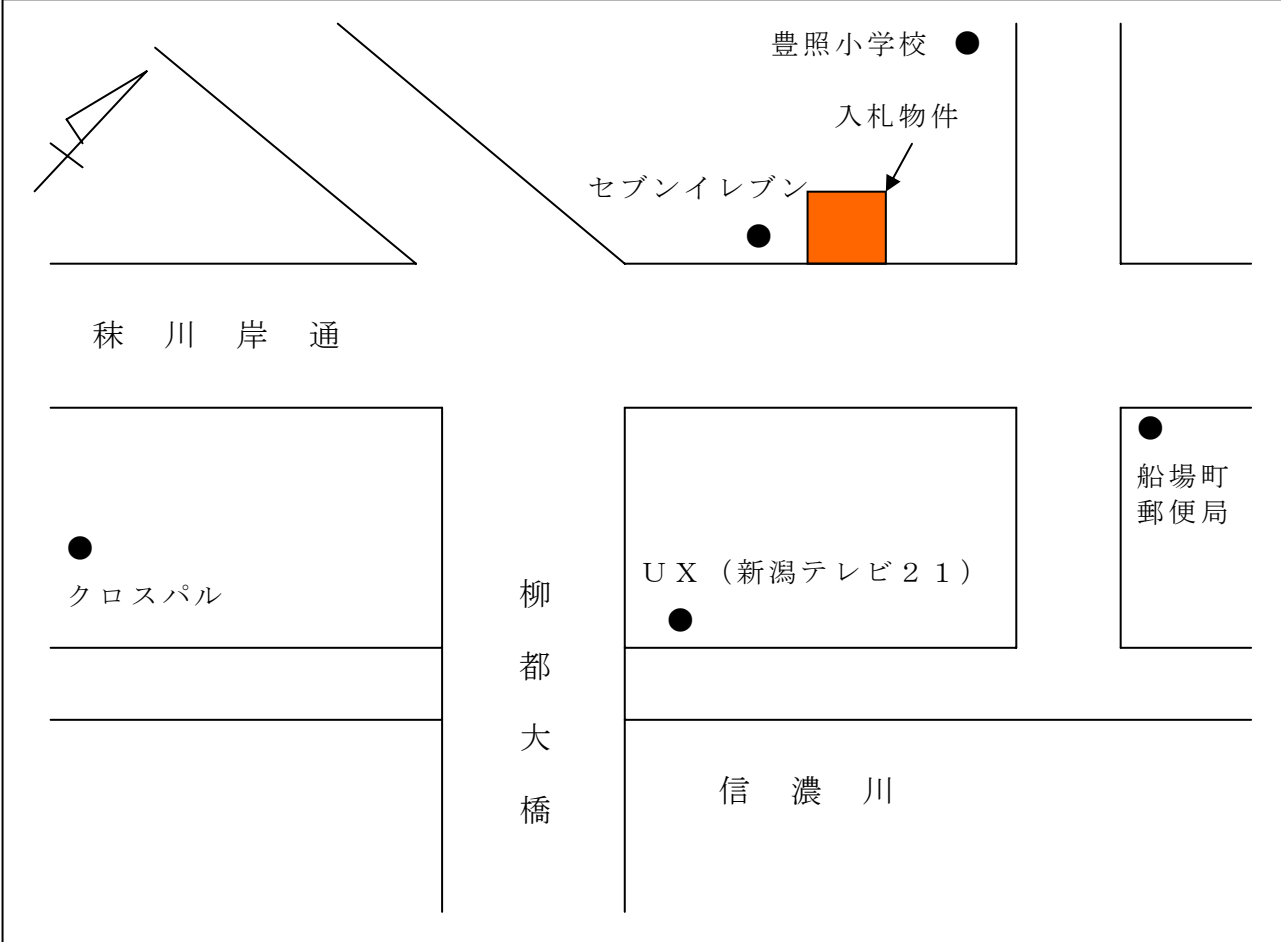 豊照小学校
入札物件
セブンイレブン
秣川岸通
船場町
郵便局
UX(新潟テレビ21)
クロスパル
柳都大橋
信濃川